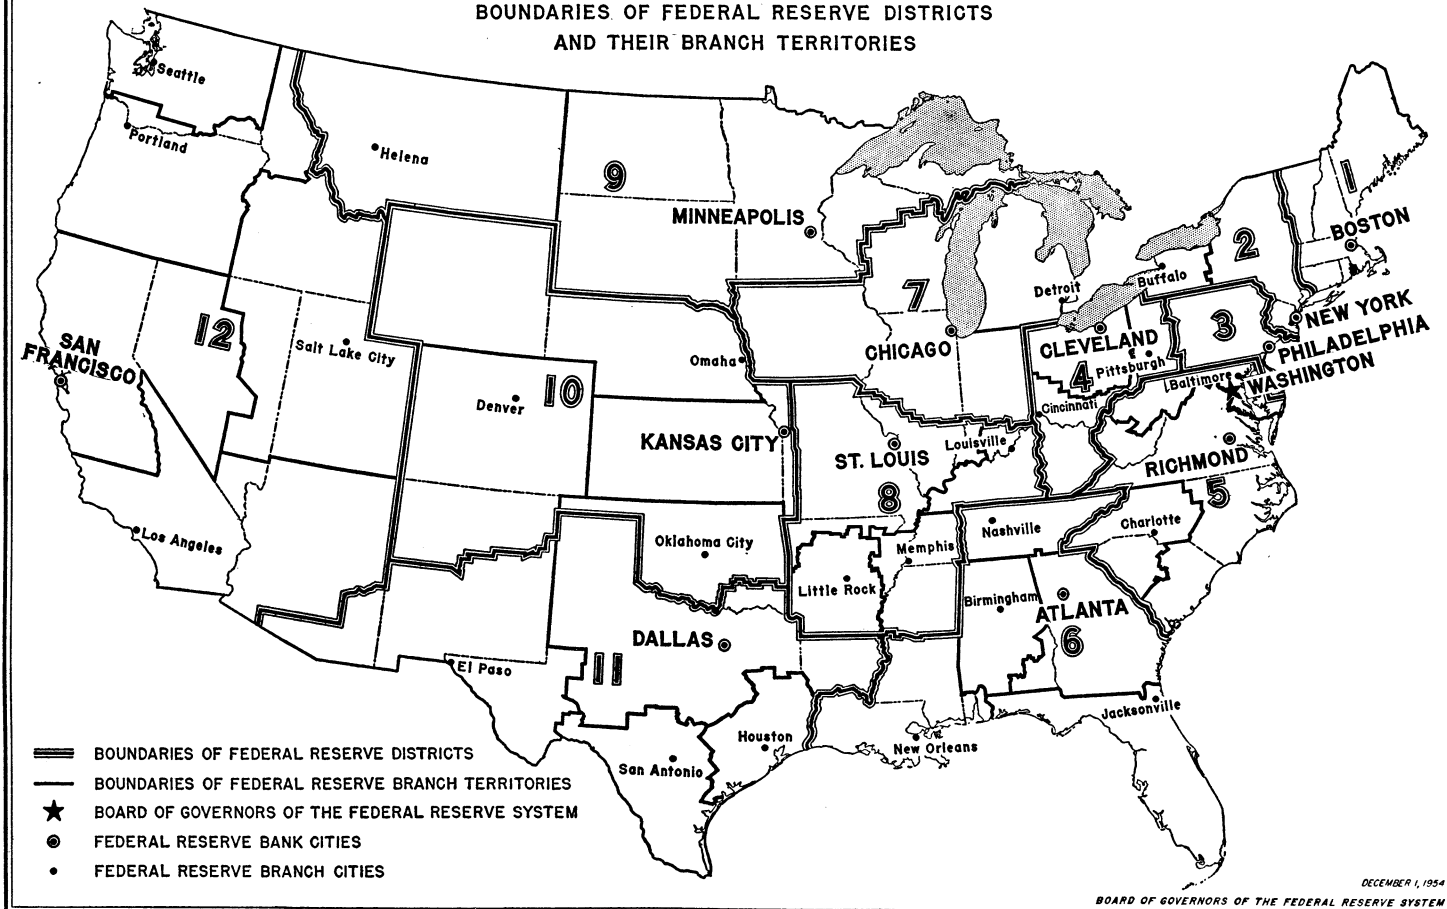 BOUNDARIES OF FEDERAL RESERVE DISTRICTS
AND THEIR BRANCH TERRITORIES
Seattle
Portland
Helena
9
MINNEAPOLIS
1
BOSTON
2
Buffalo
Detroit
7
12
SAN
FRANCISCO
Salt Lake City
CHICAGO
CLEVELAND
3
NEW YORK
PHILADELPHIA
WASHINGTON
Omaha
10
Denver
4
Pittsburgh
Baltimore
Cincinnati
KANSAS CITY
ST. LOUIS
Louisville
RICHMOND
8
5
Los Angeles
Oklahoma City
Memphis
Nashville
Charlotte
Little Rock
Birmingham
ATLANTA
6
DALLAS
11
El Paso
Houston
San Antonio
New Orleans
Jacksonville
BOUNDARIES OF FEDERAL RESERVE DISTRICTS
BOUNDARIES OF FEDERAL RESERVE BRANCH TERRITORIES
BOARD OF GOVERNORS OF THE FEDERAL RESERVE SYSTEM
FEDERAL RESERVE BANK CITIES
FEDERAL RESERVE BRANCH CITIES
DECEMBER 1, 1954
BOARD OF GOVERNORS OF THE FEDERAL RESERVE SYSTEM